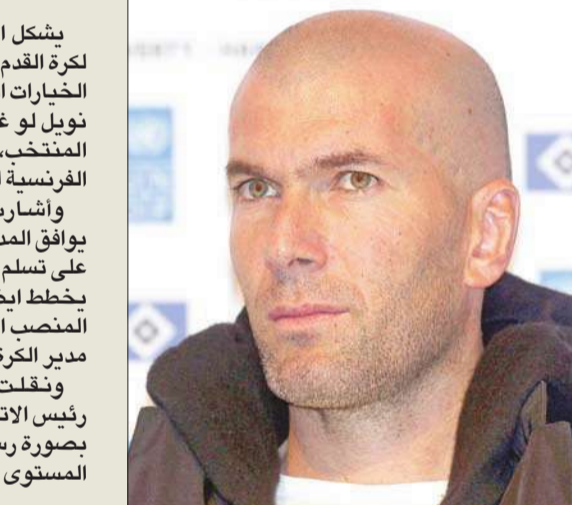 يشكل
لكرة القدم
الخيارات
نويل لو
المنتخب،
الفرنسية
وأشار
يوافق
على تسلم
يخطط
المنصب
مدير الكرة
ونقلت
رئيس
بصورة
المستوى